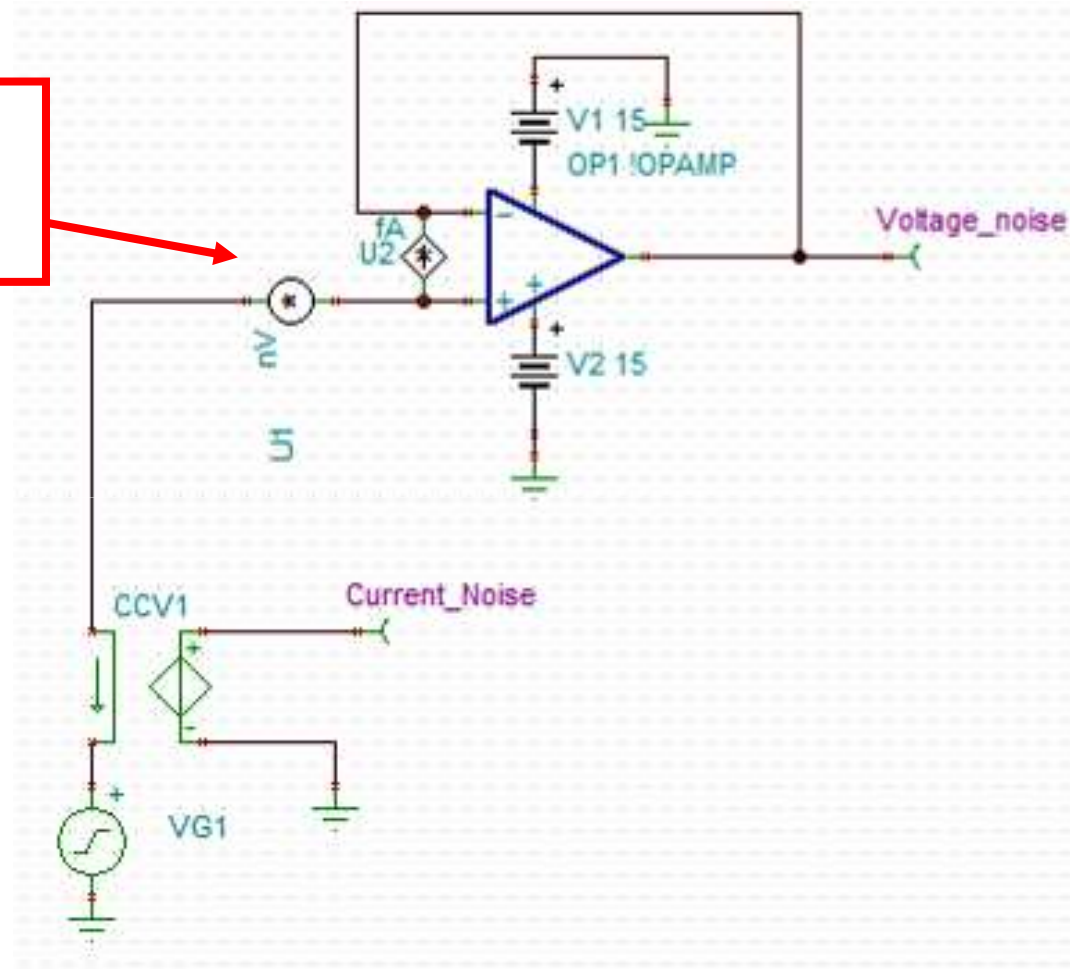 +
V1 15
OP1 !OPAMP
Voltage_noise
fA
U2
-
*
+
+
*
nV
+
V2 15
U1
CCV1
Current_Noise
+
-
+
VG1